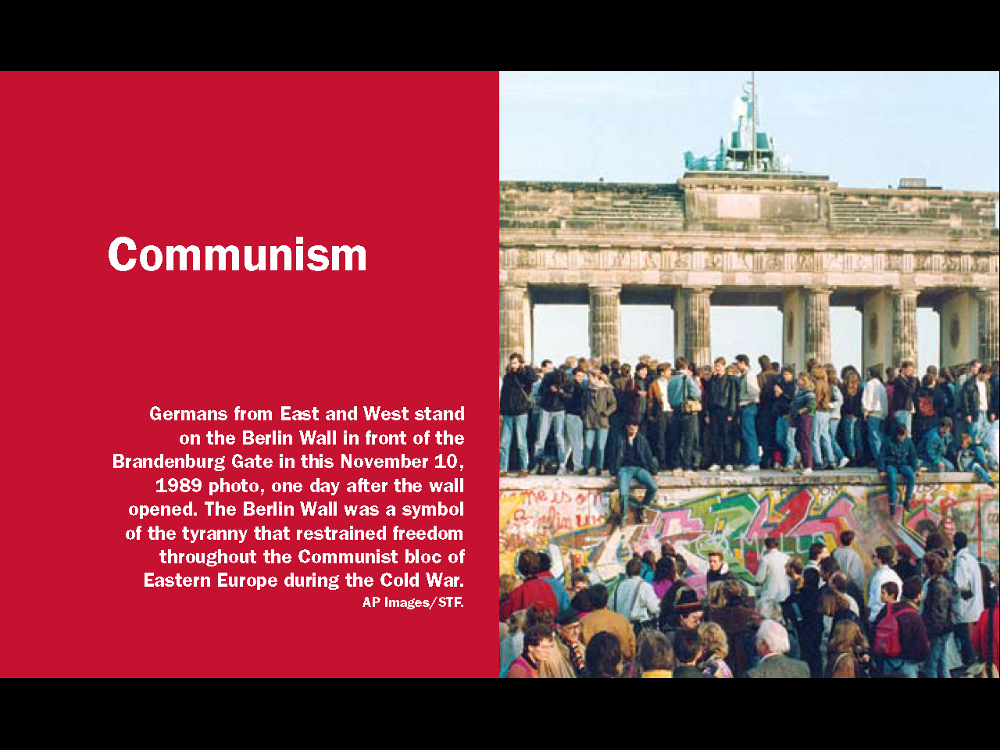 Communism
Germans from East and West stand
on the Berlin Wall in front of the
Brandenburg Gate in this November 10,
1989 photo, one day after the wall
opened. The Berlin Wall was a symbol
of the tyranny that restrained freedom
throughout the Communist bloc of
Eastern Europe during the Cold War.
AP Images/STF.